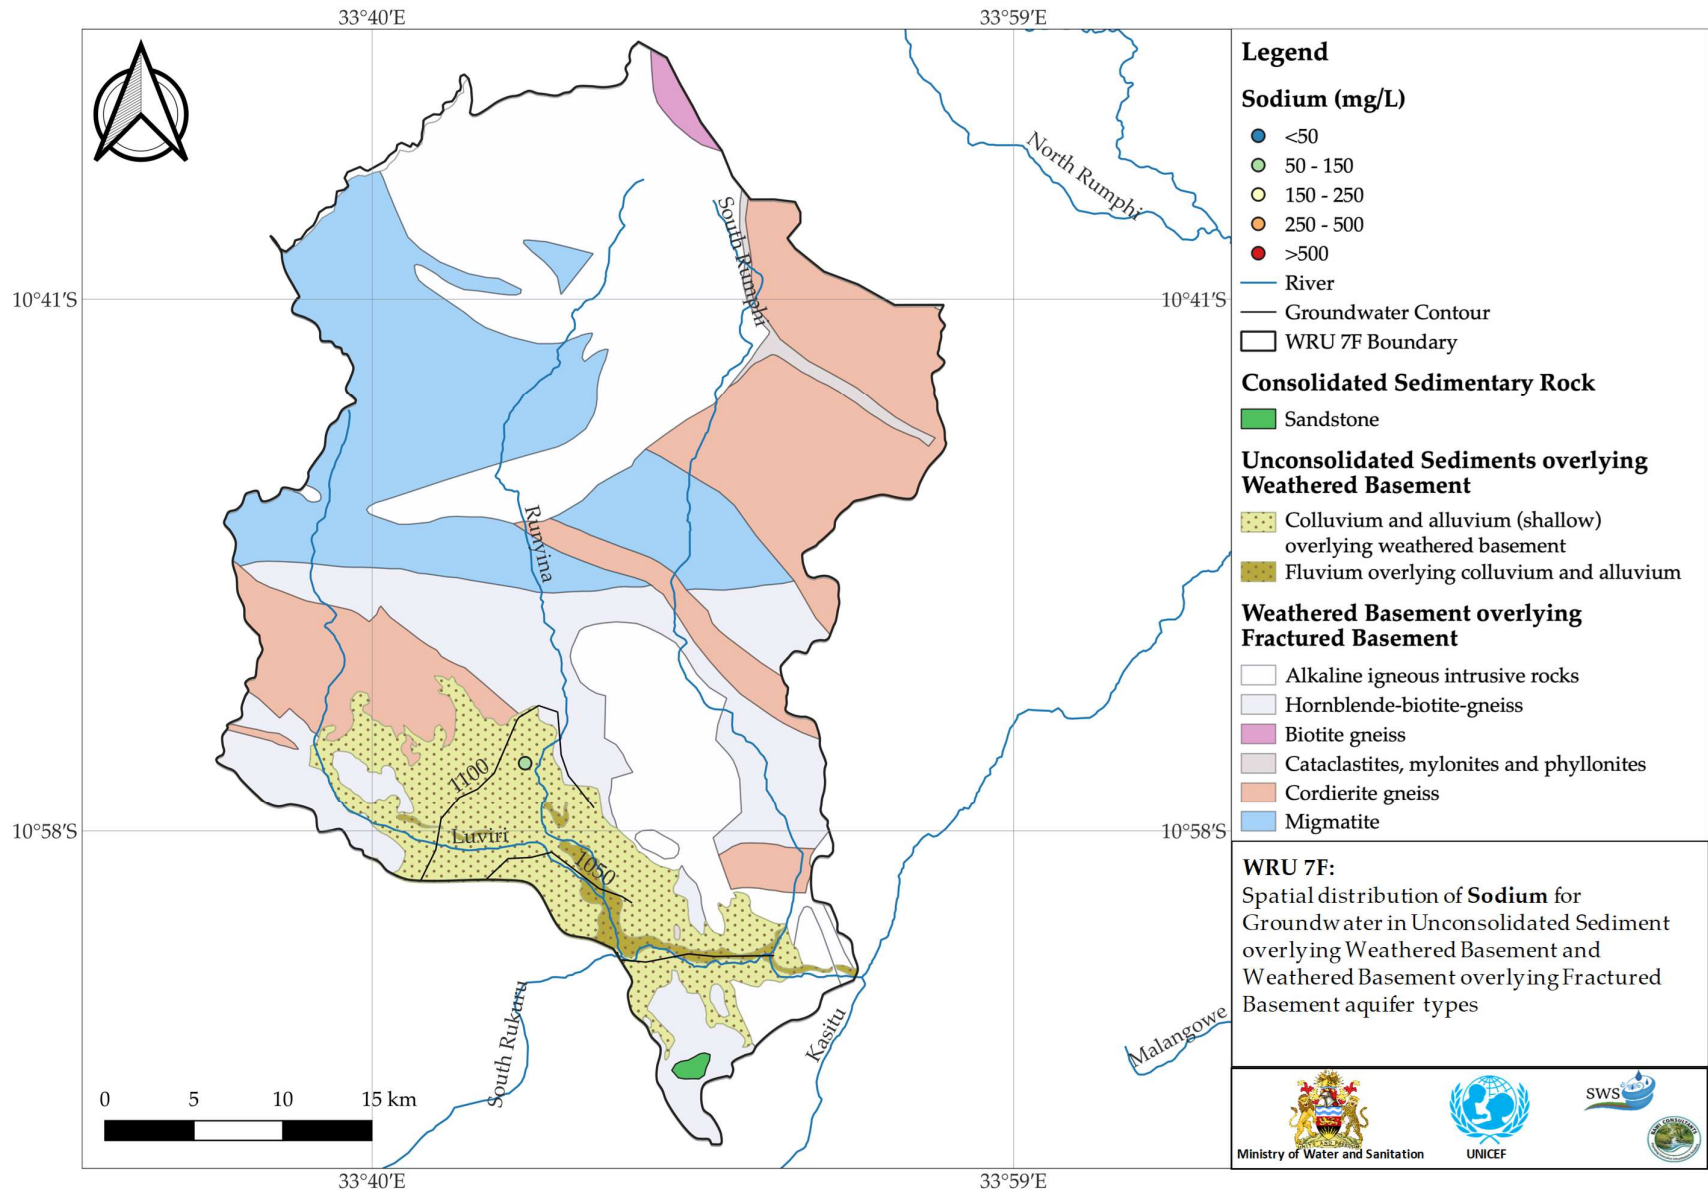 33°40'E
33°59'E
10°41'S
10°41'S
10°58'S
10°58'S
33°40'E
33°59'E
North Rumphi
South Rumphi
Runyina
1100
Luviri
1050
South Rukuru
Kasitu
Malangowe
0 5 10 15 km
Legend
Sodium (mg/L)
<50
50 - 150
150 - 250
250 - 500
>500
River
Groundwater Contour
WRU 7F Boundary
Consolidated Sedimentary Rock
Sandstone
Unconsolidated Sediments overlying
Weathered Basement
Colluvium and alluvium (shallow)
overlying weathered basement
Fluvium overlying colluvium and alluvium
Weathered Basement overlying
Fractured Basement
Alkaline igneous intrusive rocks
Hornblende-biotite-gneiss
Biotite gneiss
Cataclastites, mylonites and phyllonites
Cordierite gneiss
Migmatite
WRU 7F:
Spatial distribution of Sodium for
Groundwater in Unconsolidated Sediment
overlying Weathered Basement and
Weathered Basement overlying Fractured
Basement aquifer types
SWS
Ministry of Water and Sanitation
UNICEF